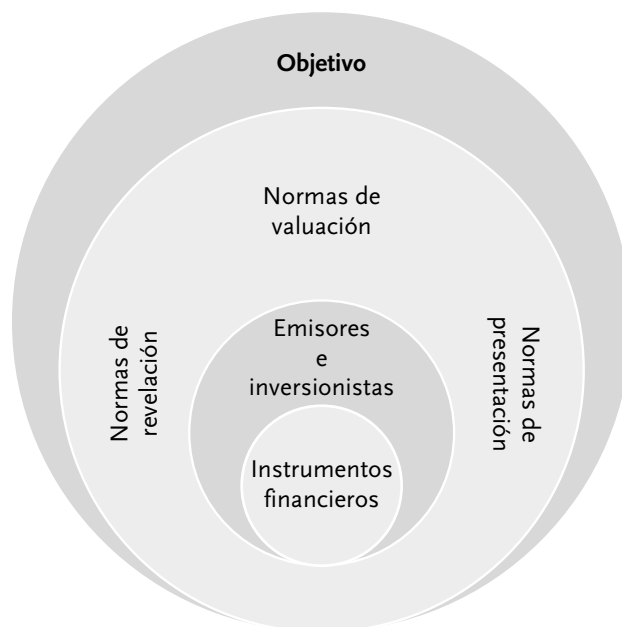 Objetivo
Normas de
valuación
Normas de
revelación
Normas de
presentación
Emisores
e
inversionistas
Instrumentos
financieros